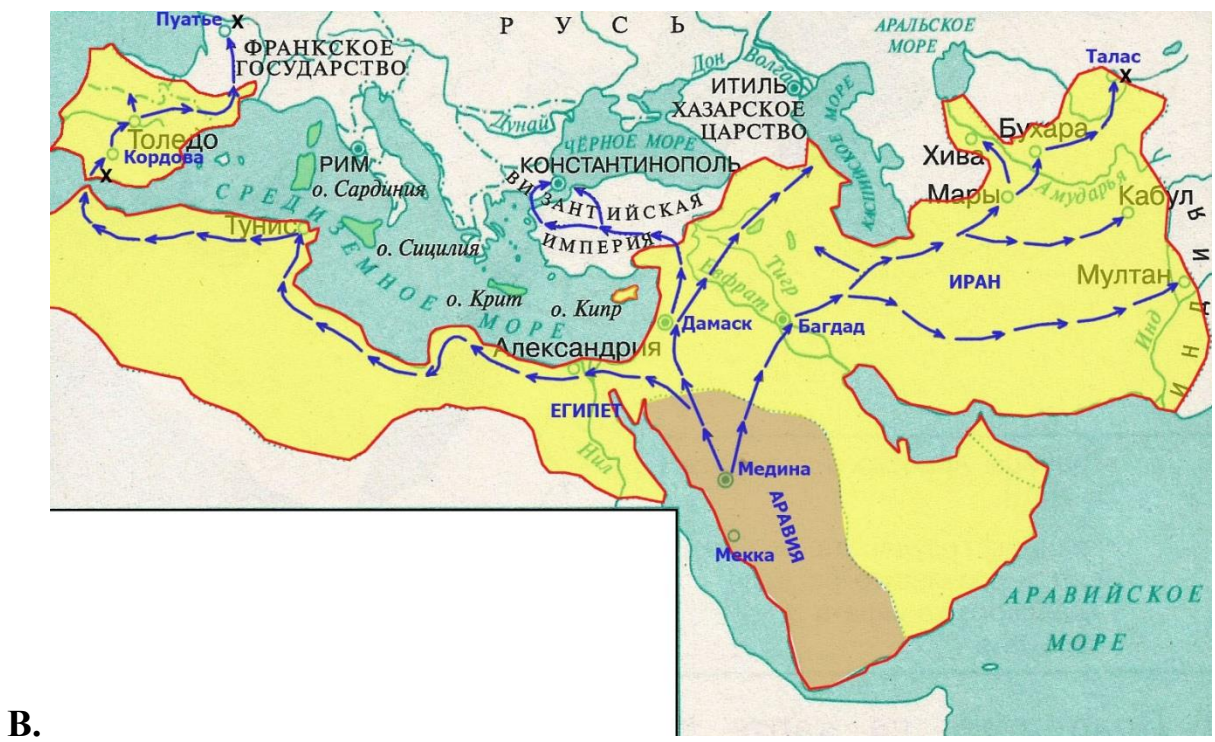 Пуатье
х
Р У С Ь
ФРАНКСКОЕ
ГОСУДАРСТВО
АРАЛЬСКОЕ
МОРЕ
Талас
х
Дон
Волга
ИТИЛЬ
ХАЗАРСКОЕ
ЦАРСТВО
КАСПИЙСКОЕ МОРЕ
Дунай
Толедо
Кордова
х
РИМ
о. Сардиния
ЧЁРНОЕ МОРЕ
КОНСТАНТИНОПОЛЬ
ВИЗАНТИЙСКАЯ
ИМПЕРИЯ
Хива
Бухара
Амударья
Мары
Кабул
СРЕДИЗЕМНОЕ МОРЕ
Тунис
о. Сицилия
о. Крит
о. Кипр
Евфрат
Тигр
ИРАН
Мултан
Инд
ИНДИЯ
Дамаск
Багдад
Александрия
ЕГИПЕТ
Нил
Медина
АРАВИЯ
Мекка
АРАВИЙСКОЕ
МОРЕ
В.